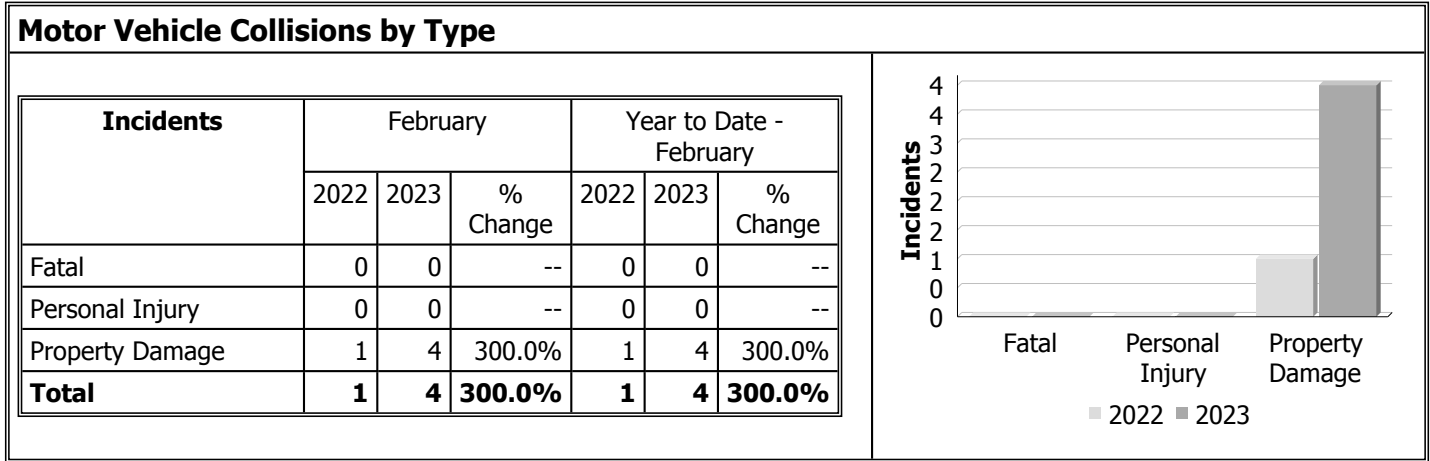 Motor Vehicle Collisions by Type
Incidents February Year to Date -
February
2022 2023 % 2022 2023 %
Change Change
Fatal 0 0 -- 0 0 --
Personal Injury 0 0 -- 0 0 --
Property Damage 1 4 300.0% 1 4 300.0%
Total 1 4 300.0% 1 4 300.0%
Incidents
4
4
3
2
2
2
1
0
0
Fatal Personal Property
Injury Damage
2022 2023